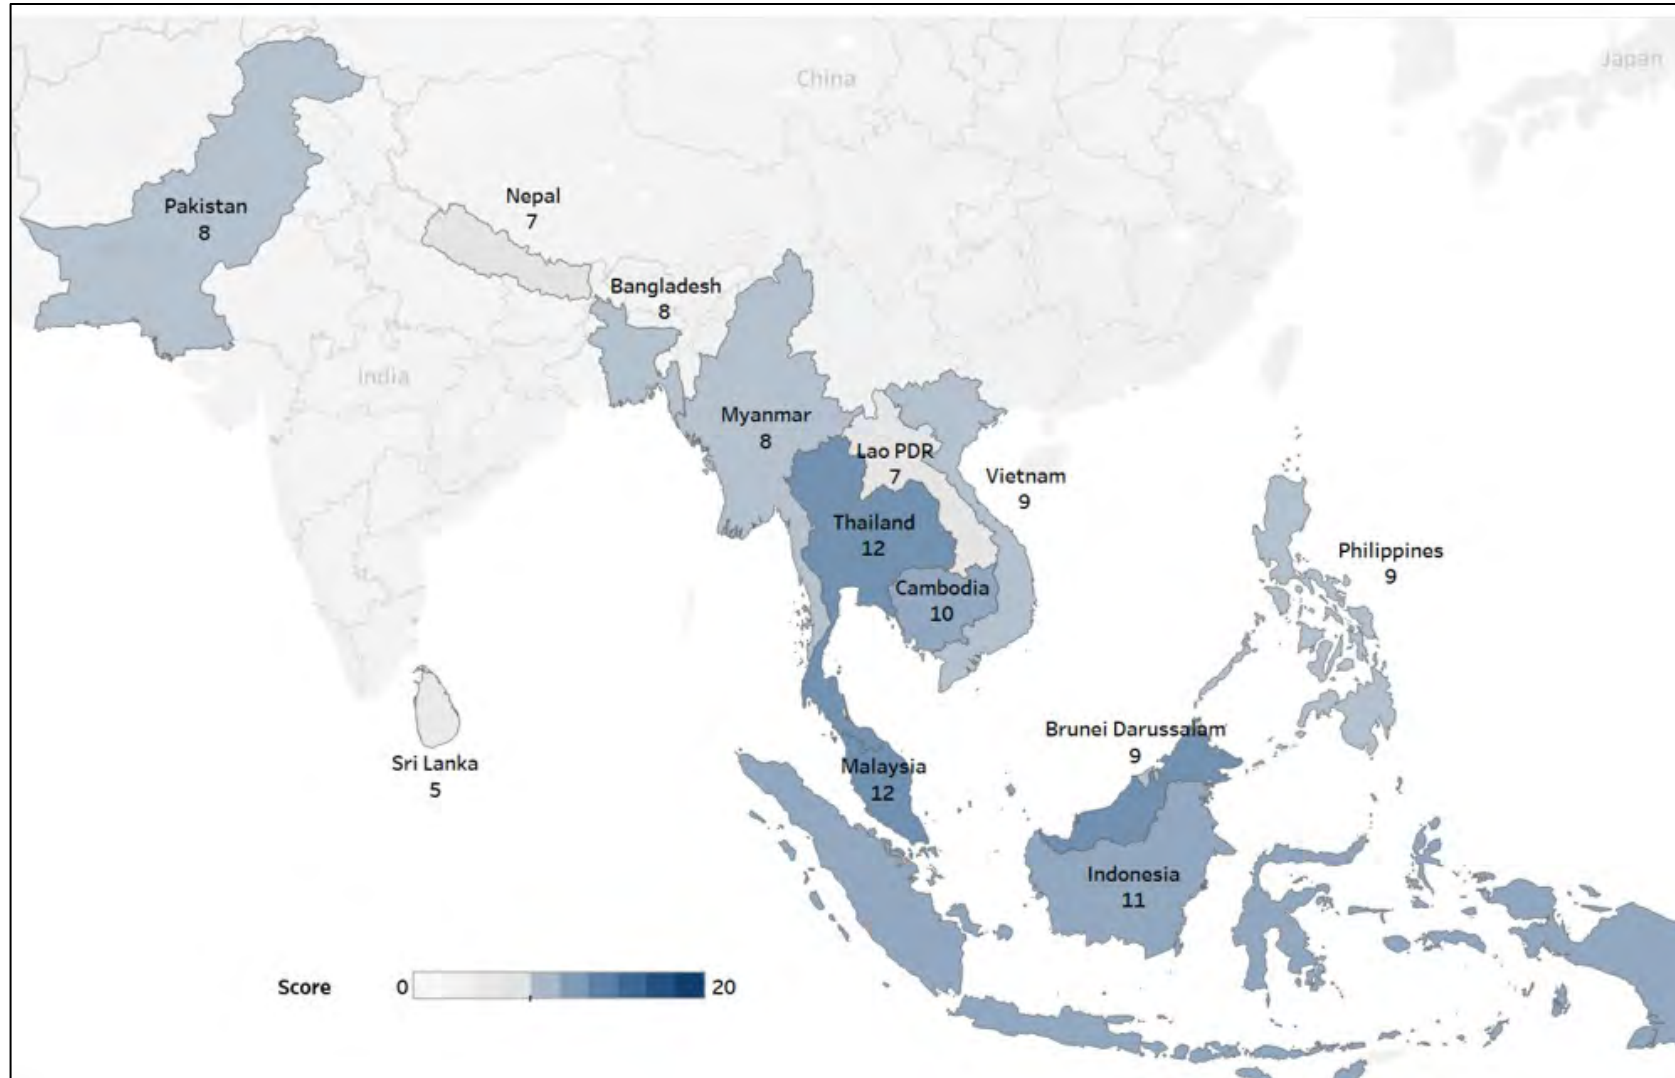 China
Japan
Pakistan
8
Nepal
7
Bangladesh
8
India
Myanmar
8
Lao PDR
7
Vietnam
9
Thailand
12
Philippines
9
Cambodia
10
Brunei Darussalam
9
Sri Lanka
5
Malaysia
12
Indonesia
11
Score 0 20